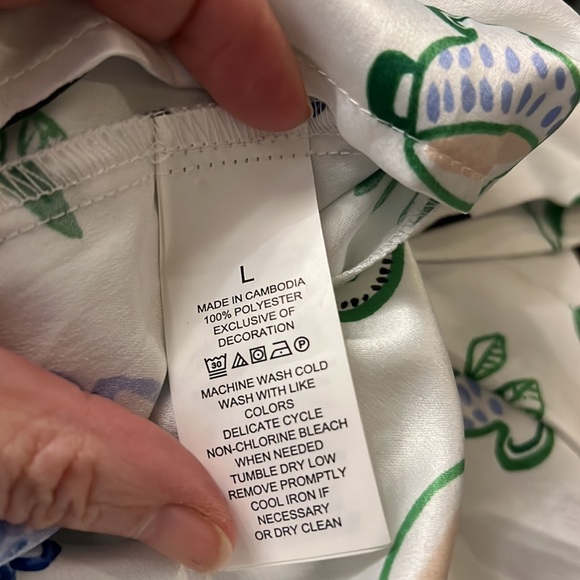 L
MADE IN CAMBODIA
100% POLYESTER
EXCLUSIVE OF
DECORATION
30 P
MACHINE WASH COLD
WASH WITH LIKE
COLORS
DELICATE CYCLE
NON-CHLORINE BLEACH
WHEN NEEDED
TUMBLE DRY LOW
REMOVE PROMPTLY
COOL IRON IF
NECESSARY
OR DRY CLEAN